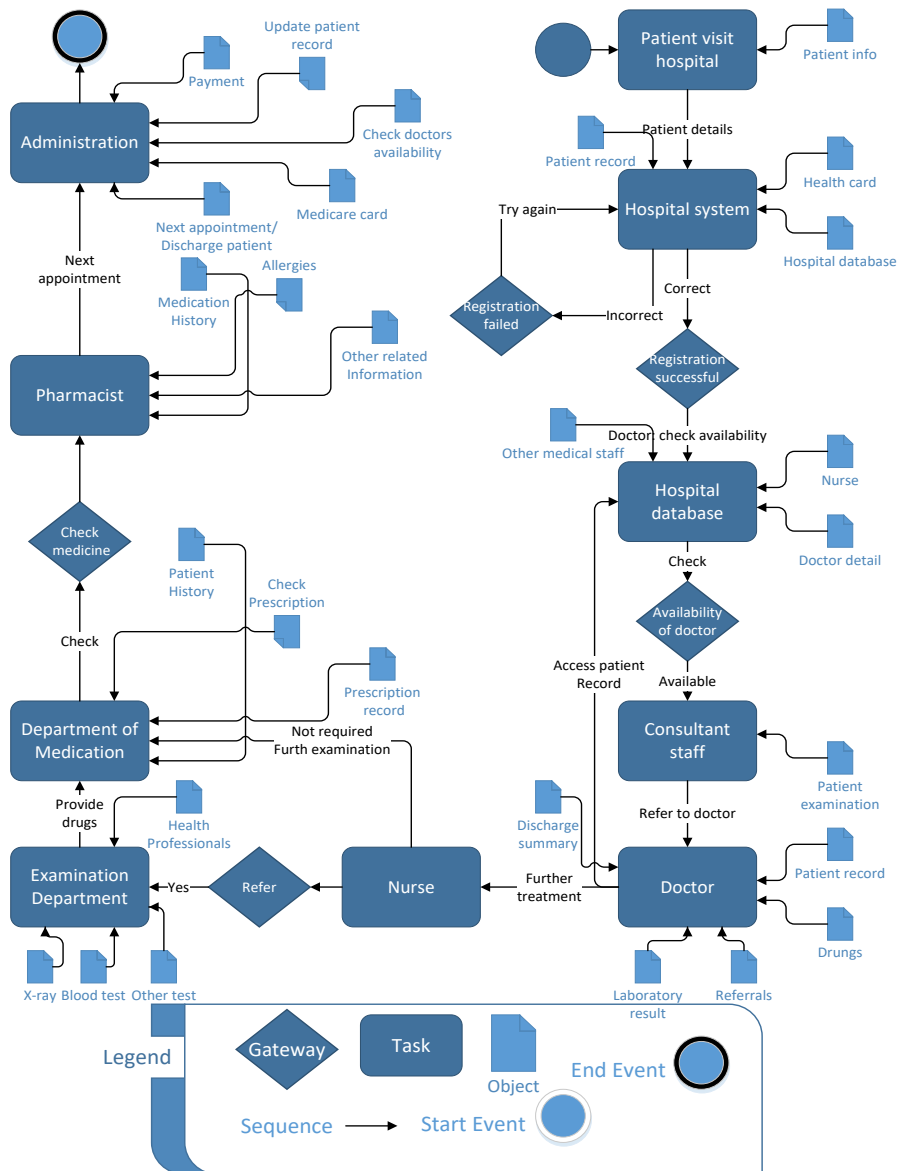 Update patient
record
Payment
Administration
Check doctors
availability
Medicare card
Next appointment/
Discharge patient
Next
appointment
Medication
History
Allergies
Other related
Information
Pharmacist
Check
medicine
Patient
History
Check
Prescription
Check
Prescription
record
Department of
Medication
Not required
Furth examination
Provide
drugs
Health
Professionals
Examination
Department
Yes
Refer
Nurse
X-ray
Blood test
Other test
Patient visit
hospital
Patient info
Patient details
Patient record
Health card
Hospital system
Hospital database
Try again
Registration
failed
Incorrect
Correct
Registration
successful
Doctor: check availability
Other medical staff
Hospital
database
Nurse
Doctor detail
Check
Availability
of doctor
Access patient
Record
Available
Consultant
staff
Patient
examination
Refer to doctor
Discharge
summary
Further
treatment
Doctor
Patient record
Drungs
Laboratory
result
Referrals
Legend
Gateway
Task
Object
End Event
Sequence
Start Event